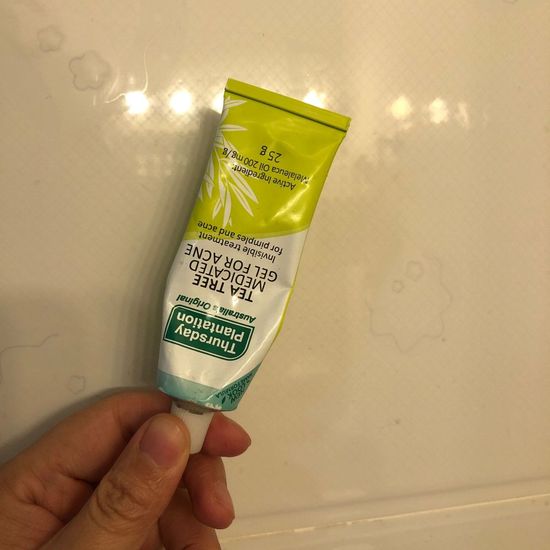 Thursday
Plantation
Australia's Original
TEA TREE
MEDICATED
GEL FOR ACNE
Invisible treatment
for pimples and acne
Active Ingredient:
Melaleuca Oil 200 mg/g
25 g